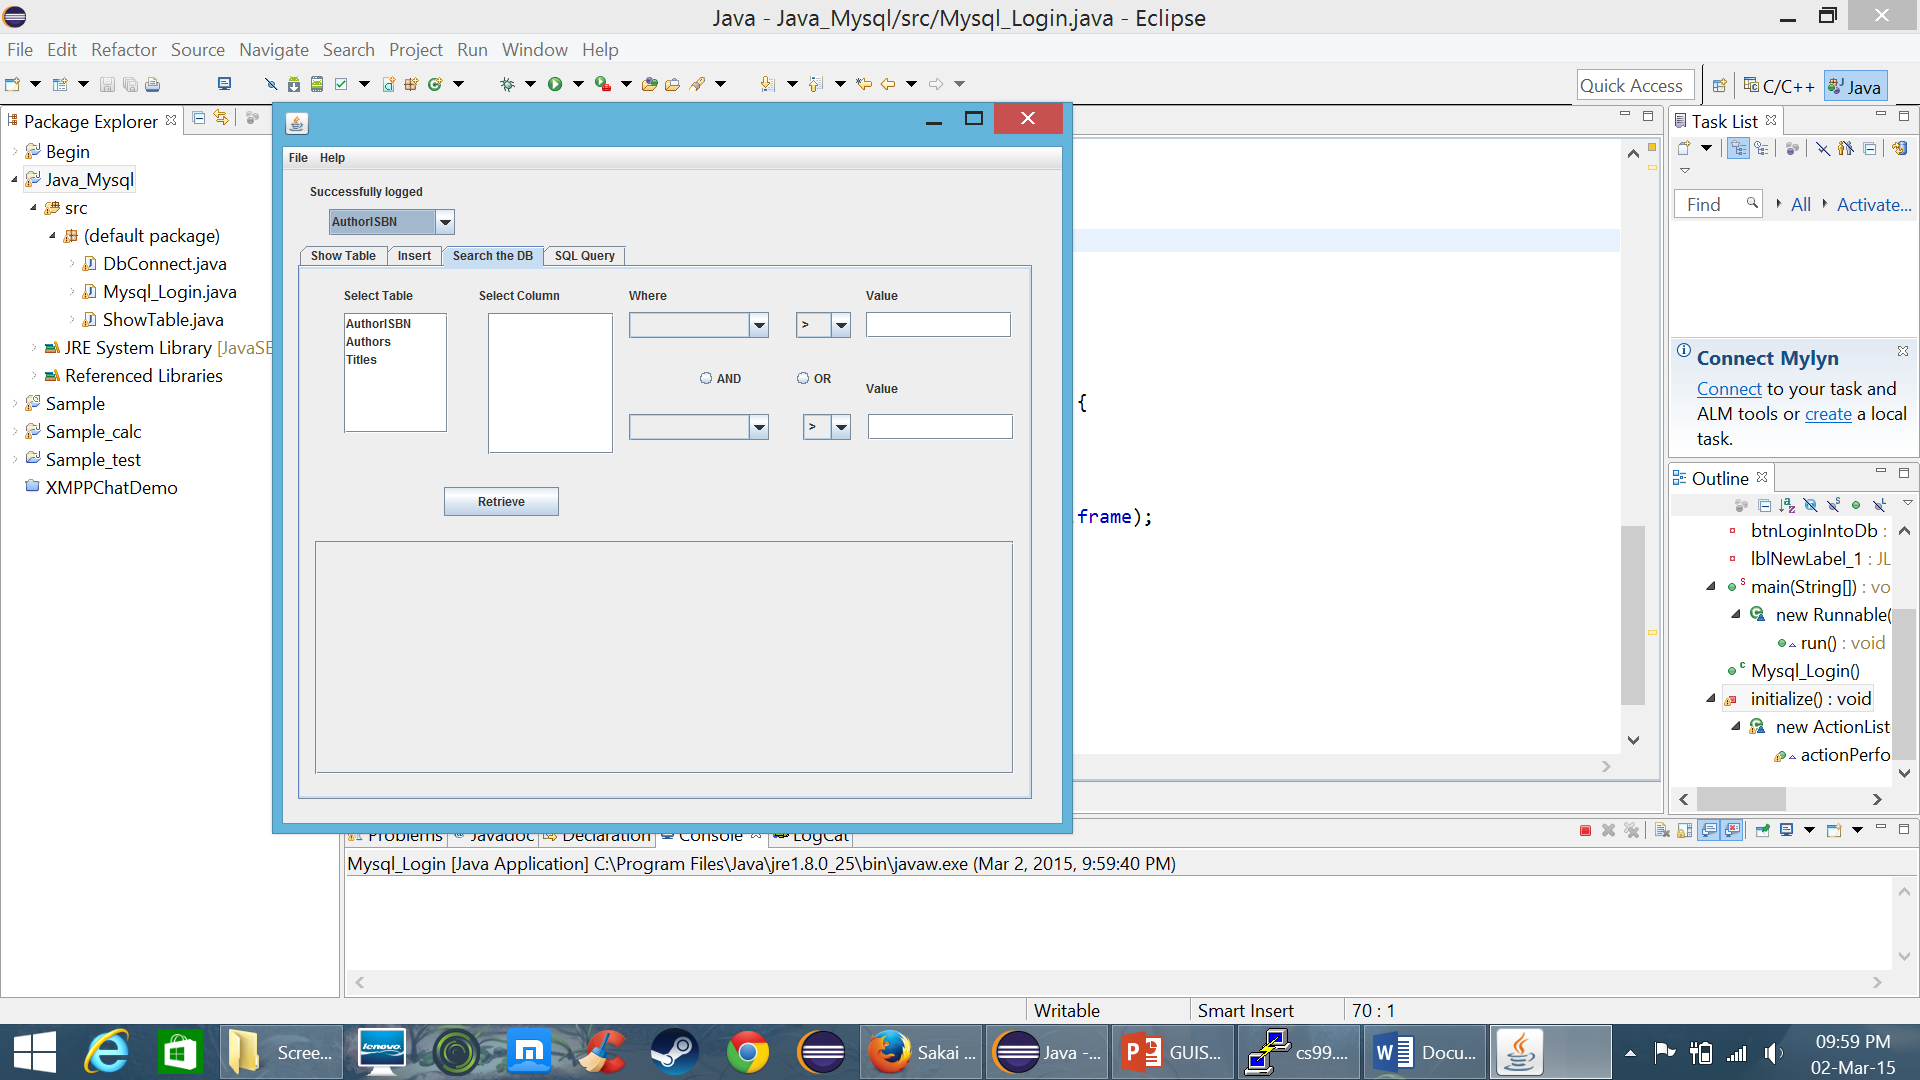 Java - Java_Mysql/src/Mysql_Login.java - Eclipse
File Edit Refactor Source Navigate Search Project Run Window Help
Quick Access
C/C++
Java
Package Explorer
Begin
Java_Mysql
src
(default package)
DbConnect.java
Mysql_Login.java
ShowTable.java
JRE System Library [JavaSE
Referenced Libraries
Sample
Sample_calc
Sample_test
XMPPChatDemo
File Help
Successfully logged
AuthorISBN
Show Table Insert Search the DB SQL Query
Select Table Select Column Where Value
AuthorISBN
Authors
Titles
>
AND OR
Value
>
Retrieve
{
.frame);
Task List
Find All Activate...
Connect Mylyn
Connect to your task and
ALM tools or create a local
task.
Outline
btnLoginIntoDb :
lblNewLabel_1 : JL
main(String[]) : vo
new Runnable(
run() : void
Mysql_Login()
initialize() : void
new ActionList
actionPerfo
Problems Javadoc Declaration Console LogCat
Mysql_Login [Java Application] C:\Program Files\Java\jre1.8.0_25\bin\javaw.exe (Mar 2, 2015, 9:59:40 PM)
Writable Smart Insert 70 : 1
Scree...
lenovo
Sakai ...
Java -...
GUIS...
cs99....
Docu...
09:59 PM
02-Mar-15